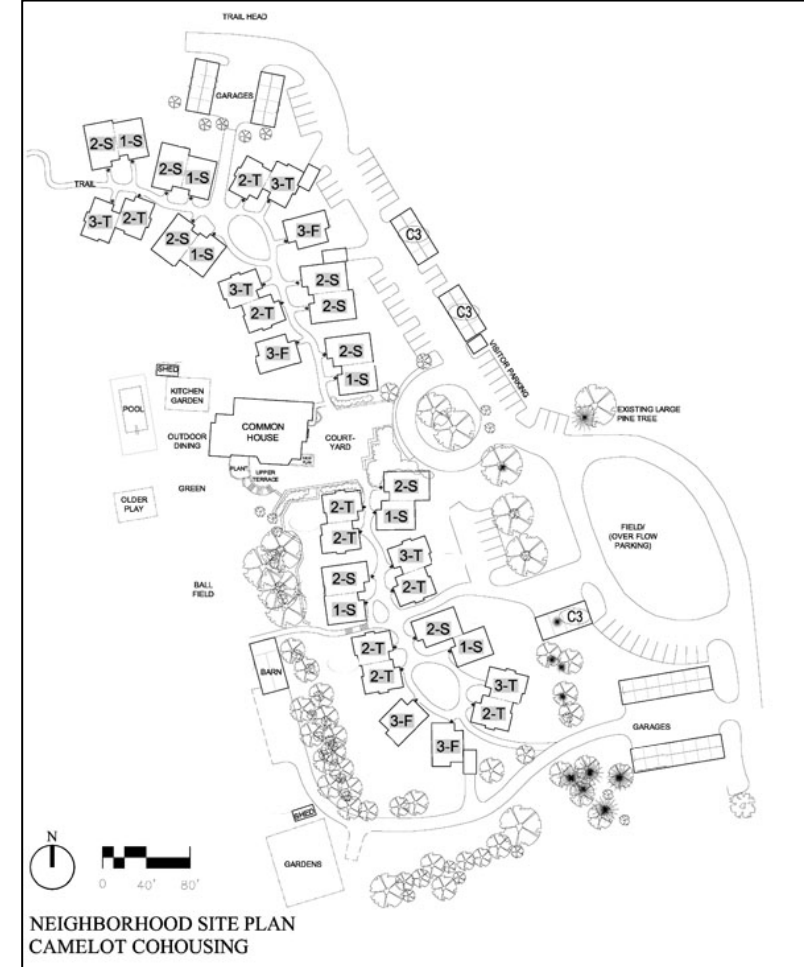 TRAIL HEAD
GARAGES
2-S 1-S
2-S
1-S
2-T
3-T
TRAIL
3-T
2-T
2-S
1-S
3-F
C3
3-T
2-T
2-S
2-S
C3
3-F
2-S
1-S
VISITOR PARKING
SHED
KITCHEN
GARDEN
POOL
EXISTING LARGE
PINE TREE
COMMON
HOUSE
OUTDOOR
DINING
COURT-
YARD
PLANT
UPPER
TERRACE
GREEN
OLDER
PLAY
2-S
1-S
2-T
2-T
FIELD/
(OVER FLOW
PARKING)
3-T
2-T
2-S
1-S
BALL
FIELD
C3
2-S
1-S
2-T
2-T
BARN
3-T
2-T
3-F
3-F
GARAGES
SHED
GARDENS
N
0 40' 80'
NEIGHBORHOOD SITE PLAN
CAMELOT COHOUSING